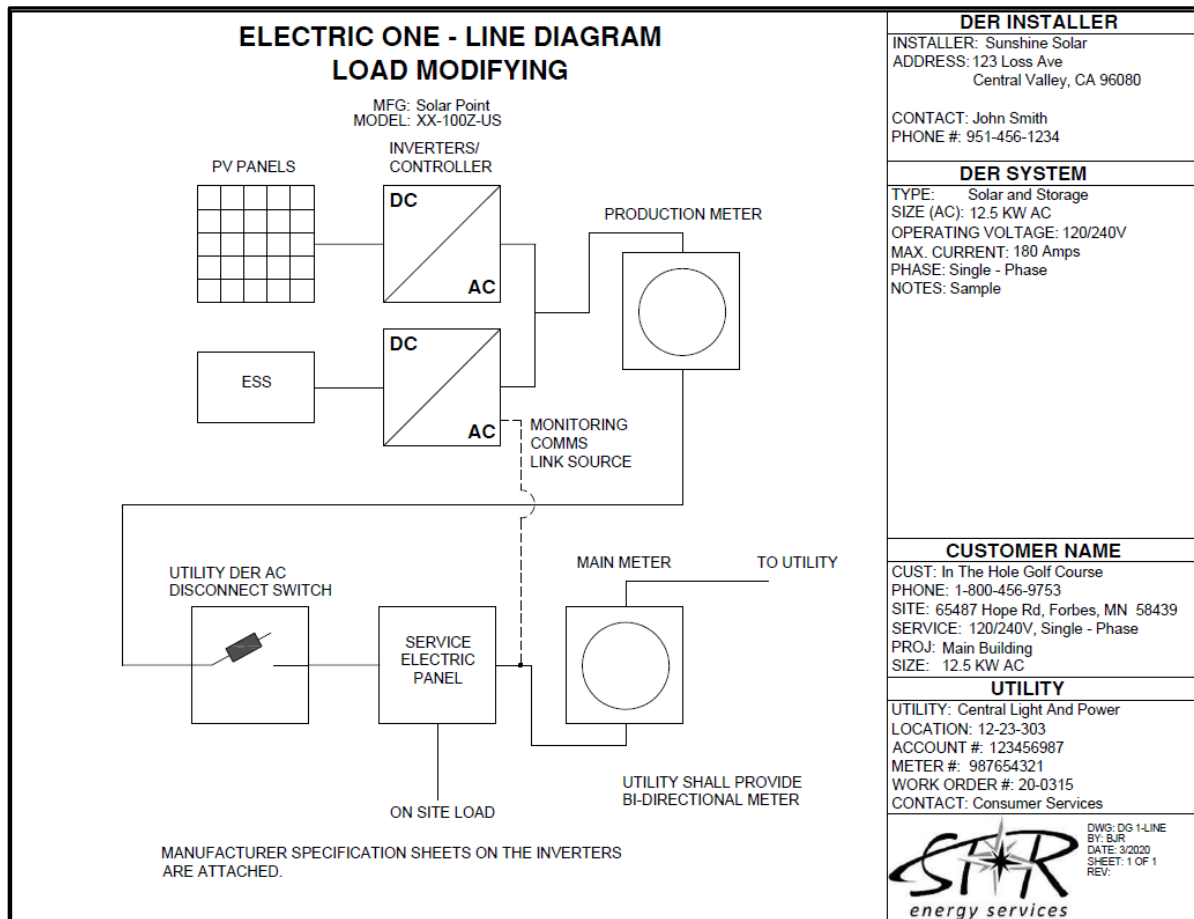 ELECTRIC ONE - LINE DIAGRAM
LOAD MODIFYING
MFG: Solar Point
MODEL: XX-100Z-US
INVERTERS/
CONTROLLER
PV PANELS
DC
AC
PRODUCTION METER
ESS
DC
AC
MONITORING
COMMS
LINK SOURCE
UTILITY DER AC
DISCONNECT SWITCH
SERVICE
ELECTRIC
PANEL
MAIN METER
TO UTILITY
ON SITE LOAD
UTILITY SHALL PROVIDE
BI-DIRECTIONAL METER
MANUFACTURER SPECIFICATION SHEETS ON THE INVERTERS
ARE ATTACHED.
DER INSTALLER
INSTALLER: Sunshine Solar
ADDRESS: 123 Loss Ave
Central Valley, CA 96080
CONTACT: John Smith
PHONE #: 951-456-1234
DER SYSTEM
TYPE: Solar and Storage
SIZE (AC): 12.5 KW AC
OPERATING VOLTAGE: 120/240V
MAX. CURRENT: 180 Amps
PHASE: Single - Phase
NOTES: Sample
CUSTOMER NAME
CUST: In The Hole Golf Course
PHONE: 1-800-456-9753
SITE: 65487 Hope Rd, Forbes, MN 58439
SERVICE: 120/240V, Single - Phase
PROJ: Main Building
SIZE: 12.5 KW AC
UTILITY
UTILITY: Central Light And Power
LOCATION: 12-23-303
ACCOUNT #: 123456987
METER #: 987654321
WORK ORDER #: 20-0315
CONTACT: Consumer Services
STAR
energy services
DWG: DG 1-LINE
BY: BJR
DATE: 3/2020
SHEET: 1 OF 1
REV: